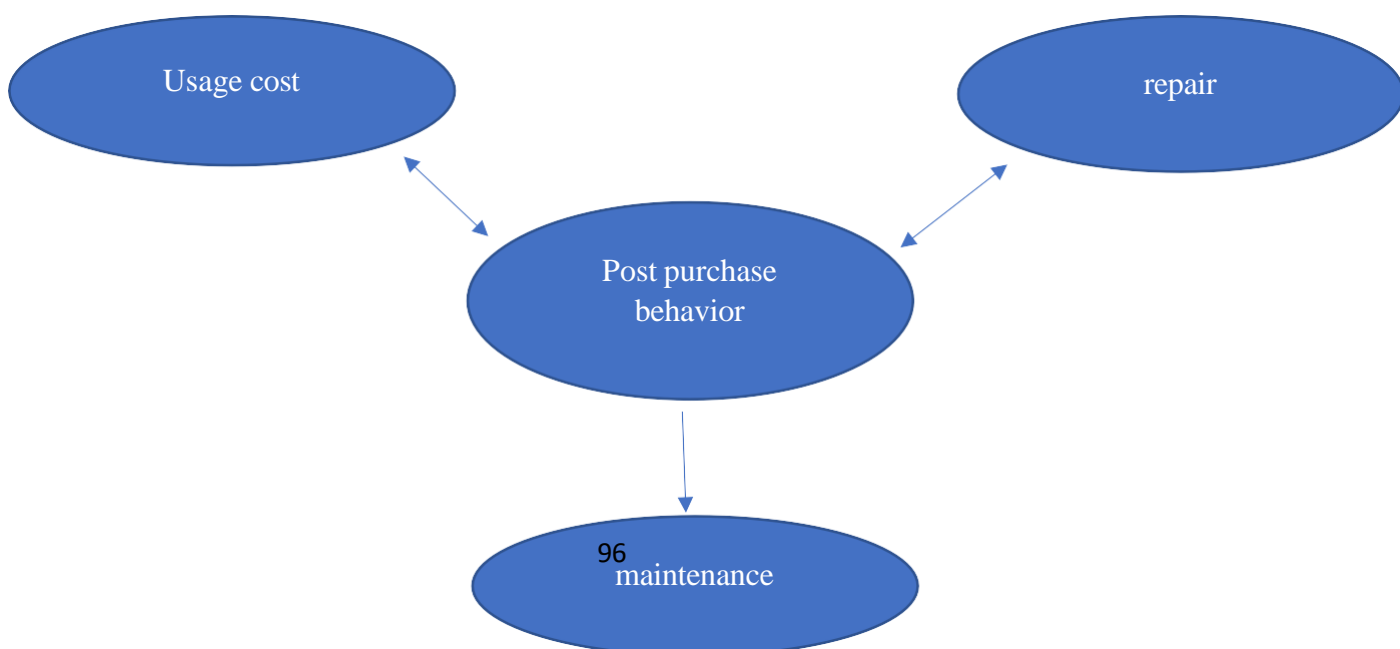 Usage cost
repair
Post purchase
behavior
96
maintenance